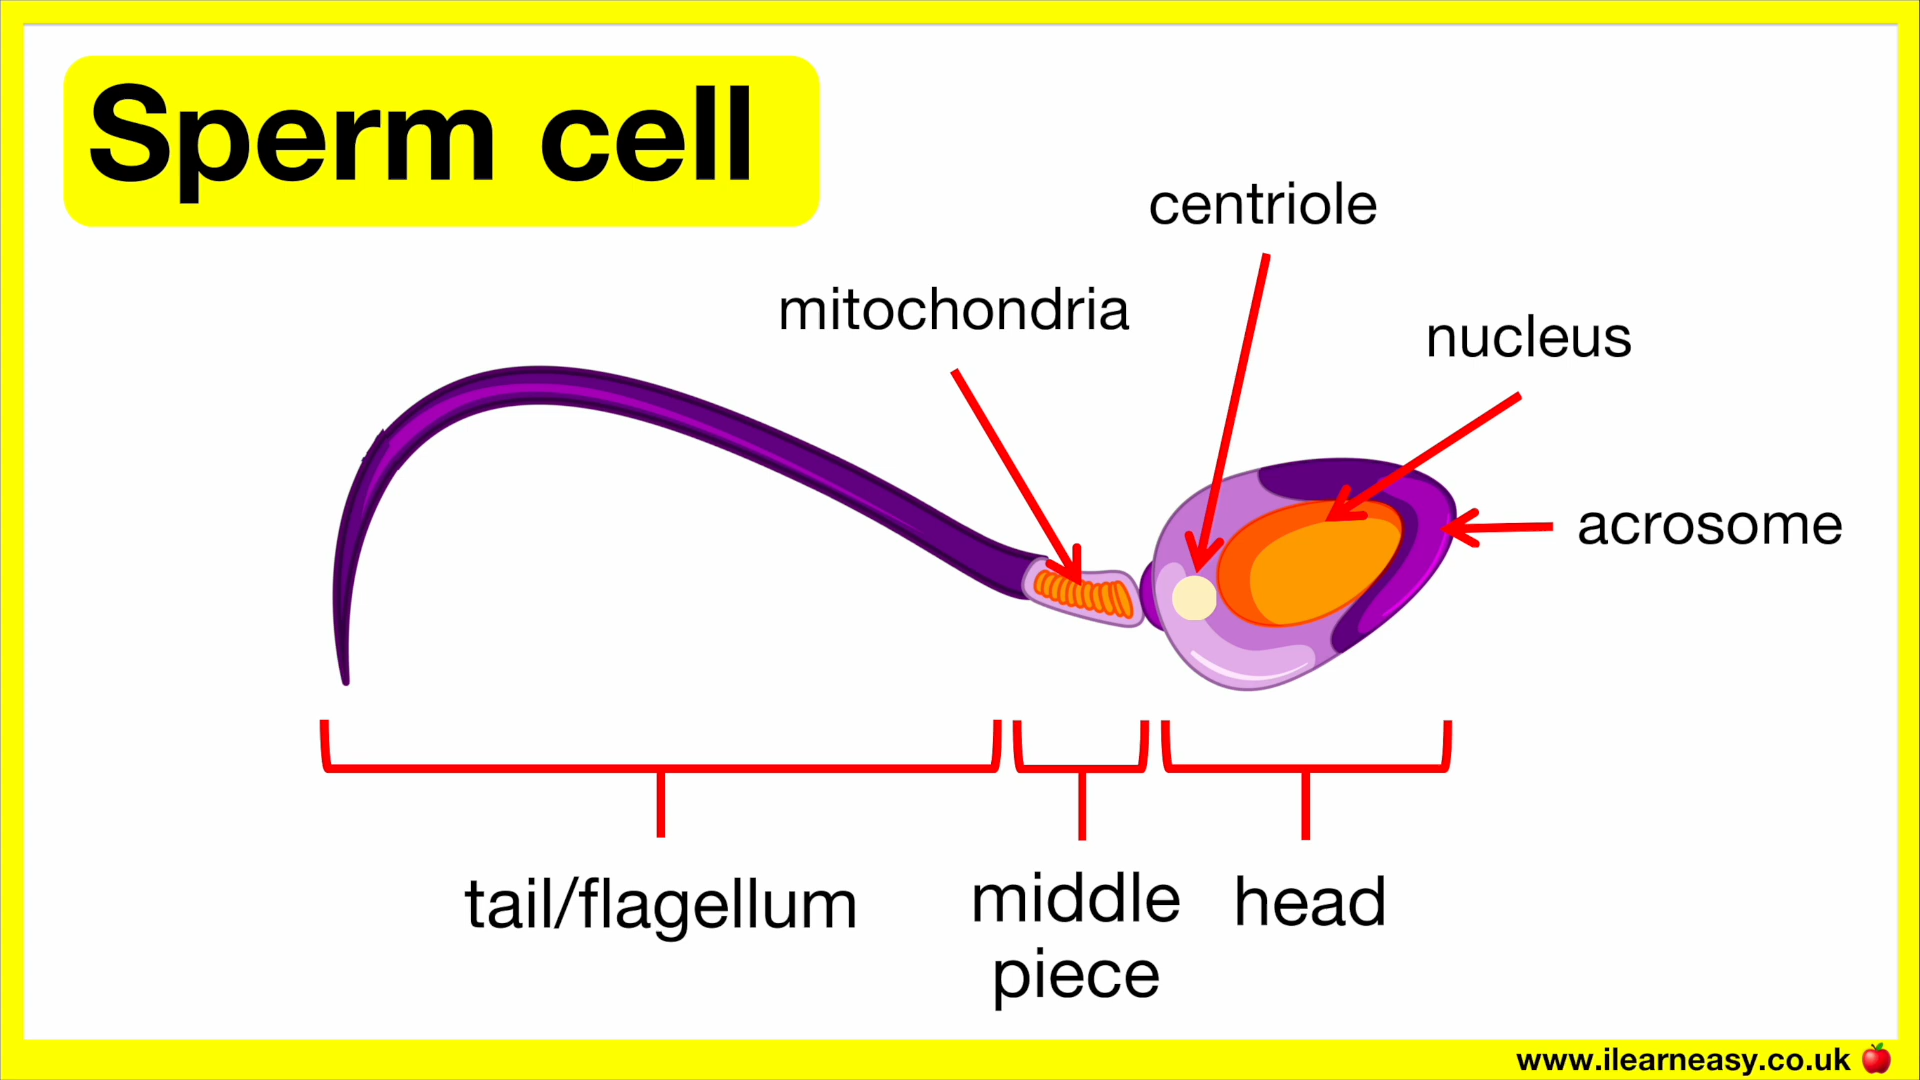 Sperm cell
centriole
mitochondria
nucleus
acrosome
tail/flagellum
middle
piece
head
www.ilearneasy.co.uk